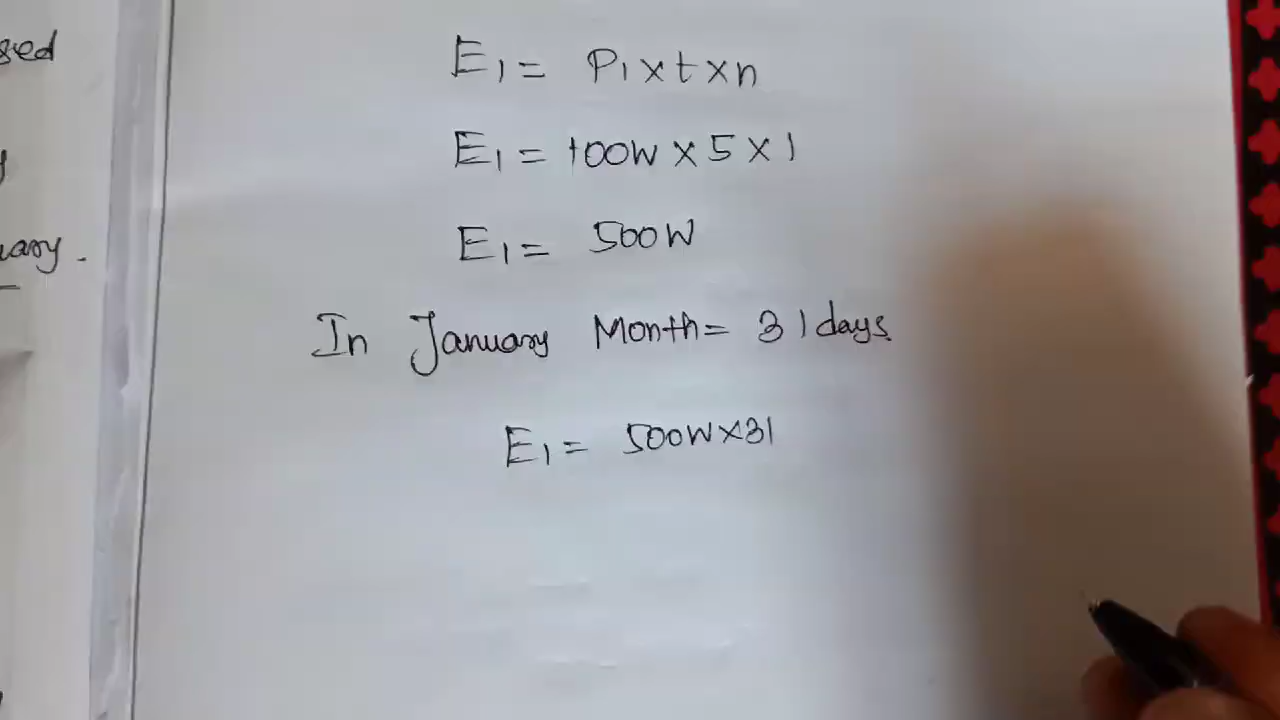 E1 = P1 x t x n
E1 = 100W x 5 x 1
E1 = 500W
In January Month = 31 days
E1 = 500W x 31